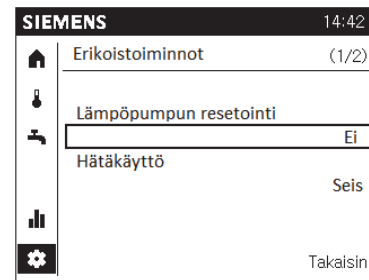 SIEMENS 14:42
Erikoistoiminnot (1/2)
Lämpöpumpun resetointi
Ei
Hätäkäyttö
Seis
Takaisin